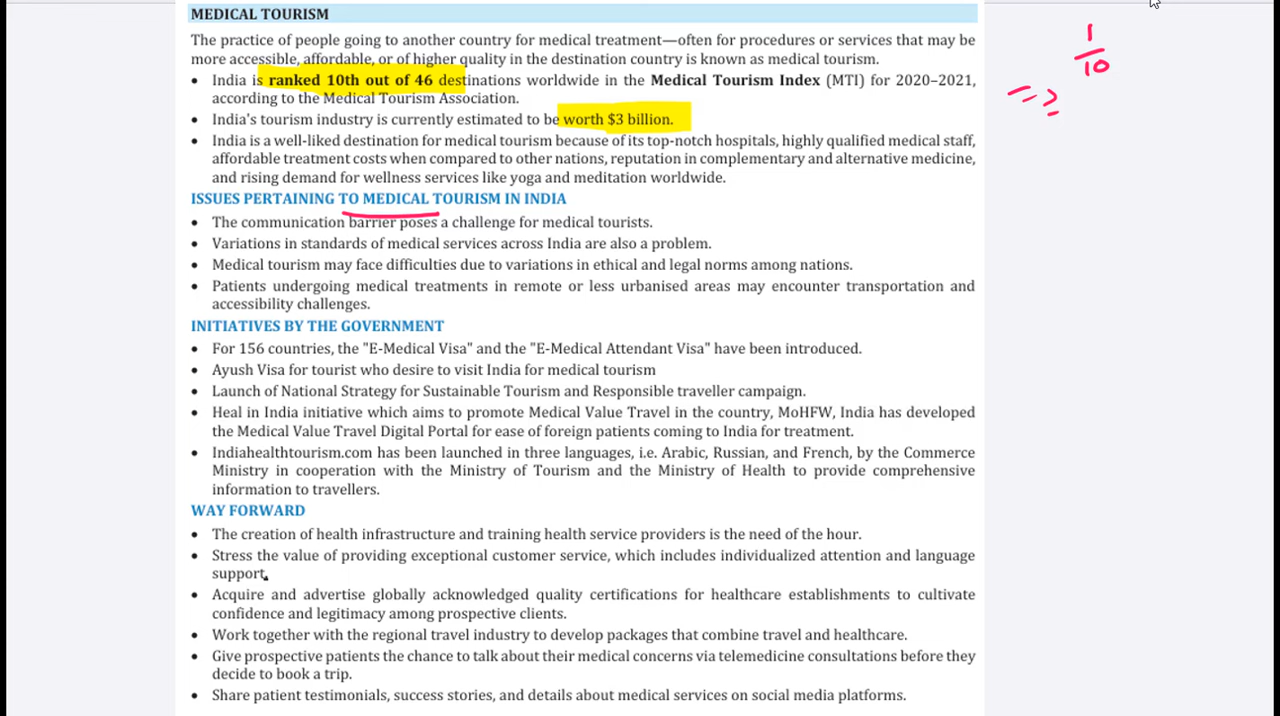 MEDICAL TOURISM
The practice of people going to another country for medical treatment—often for procedures or services that may be
more accessible, affordable, or of higher quality in the destination country is known as medical tourism.
• India is ranked 10th out of 46 destinations worldwide in the Medical Tourism Index (MTI) for 2020–2021,
according to the Medical Tourism Association.
• India's tourism industry is currently estimated to be worth $3 billion.
• India is a well-liked destination for medical tourism because of its top-notch hospitals, highly qualified medical staff,
affordable treatment costs when compared to other nations, reputation in complementary and alternative medicine,
and rising demand for wellness services like yoga and meditation worldwide.
ISSUES PERTAINING TO MEDICAL TOURISM IN INDIA
• The communication barrier poses a challenge for medical tourists.
• Variations in standards of medical services across India are also a problem.
• Medical tourism may face difficulties due to variations in ethical and legal norms among nations.
• Patients undergoing medical treatments in remote or less urbanised areas may encounter transportation and
accessibility challenges.
INITIATIVES BY THE GOVERNMENT
• For 156 countries, the "E-Medical Visa" and the "E-Medical Attendant Visa" have been introduced.
• Ayush Visa for tourist who desire to visit India for medical tourism
• Launch of National Strategy for Sustainable Tourism and Responsible traveller campaign.
• Heal in India initiative which aims to promote Medical Value Travel in the country, MoHFW, India has developed
the Medical Value Travel Digital Portal for ease of foreign patients coming to India for treatment.
• Indiahealthtourism.com has been launched in three languages, i.e. Arabic, Russian, and French, by the Commerce
Ministry in cooperation with the Ministry of Tourism and the Ministry of Health to provide comprehensive
information to travellers.
WAY FORWARD
• The creation of health infrastructure and training health service providers is the need of the hour.
• Stress the value of providing exceptional customer service, which includes individualized attention and language
support.
• Acquire and advertise globally acknowledged quality certifications for healthcare establishments to cultivate
confidence and legitimacy among prospective clients.
• Work together with the regional travel industry to develop packages that combine travel and healthcare.
• Give prospective patients the chance to talk about their medical concerns via telemedicine consultations before they
decide to book a trip.
• Share patient testimonials, success stories, and details about medical services on social media platforms.
1
10